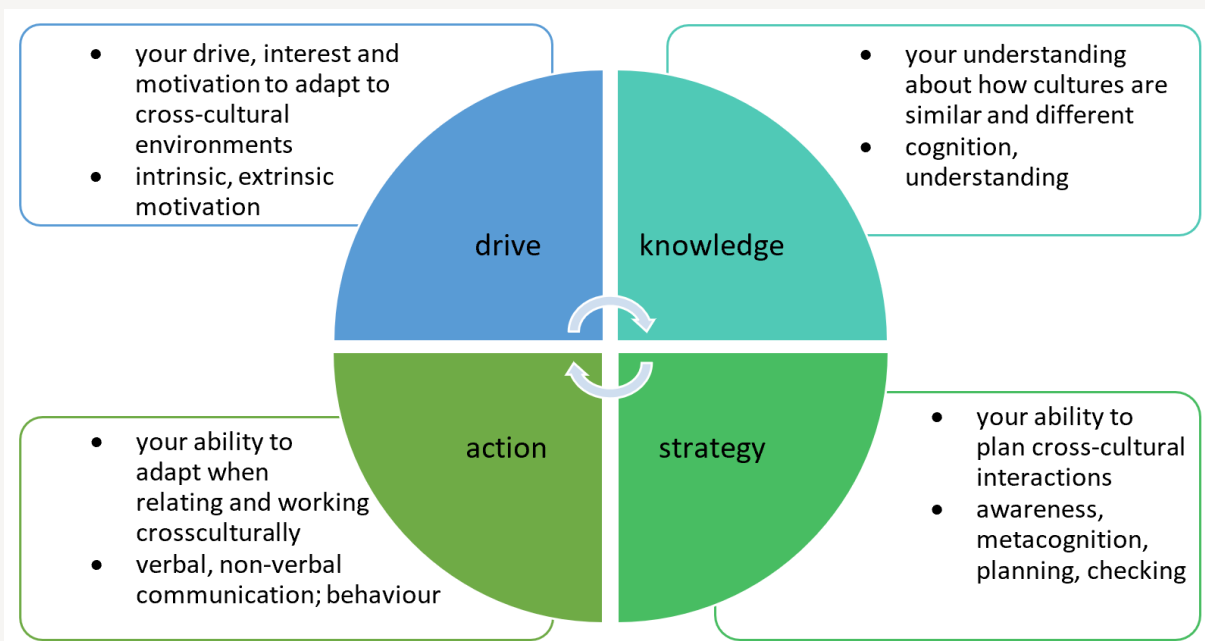 • your drive, interest and
motivation to adapt to
cross-cultural
environments
• intrinsic, extrinsic
motivation
• your understanding
about how cultures are
similar and different
• cognition,
understanding
drive
knowledge
action
strategy
• your ability to
adapt when
relating and working
crossculturally
• verbal, non-verbal
communication; behaviour
• your ability to
plan cross-cultural
interactions
• awareness,
metacognition,
planning, checking